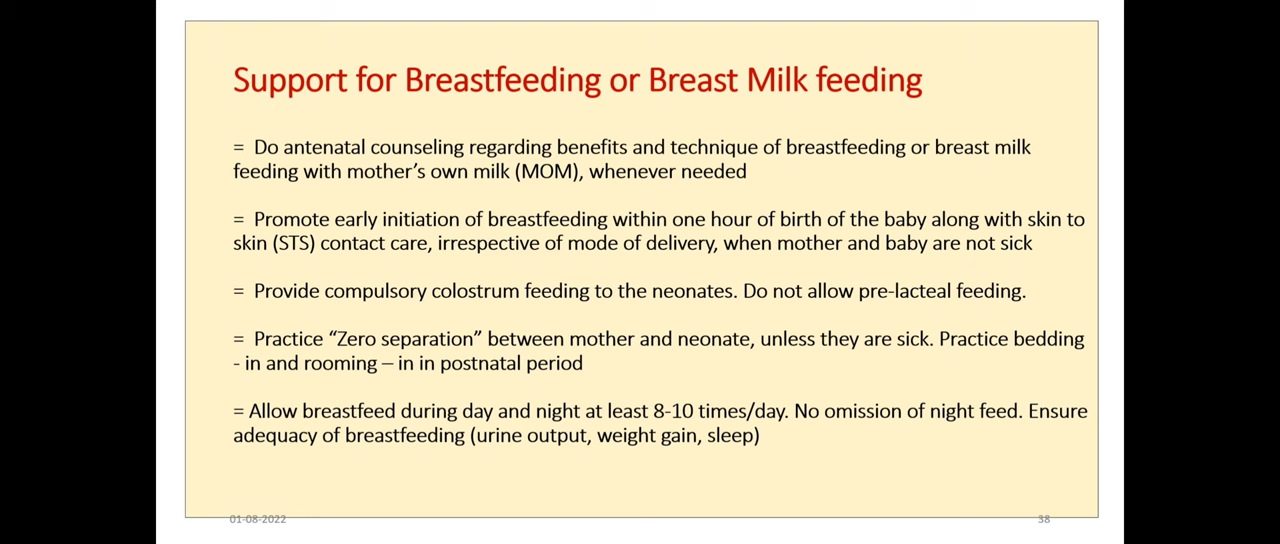 Support for Breastfeeding or Breast Milk feeding
= Do antenatal counseling regarding benefits and technique of breastfeeding or breast milk
feeding with mother's own milk (MOM), whenever needed
= Promote early initiation of breastfeeding within one hour of birth of the baby along with skin to
skin (STS) contact care, irrespective of mode of delivery, when mother and baby are not sick
= Provide compulsory colostrum feeding to the neonates. Do not allow pre-lacteal feeding.
= Practice “Zero separation” between mother and neonate, unless they are sick. Practice bedding
- in and rooming – in in postnatal period
= Allow breastfeed during day and night at least 8-10 times/day. No omission of night feed. Ensure
adequacy of breastfeeding (urine output, weight gain, sleep)
01-08-2022
38